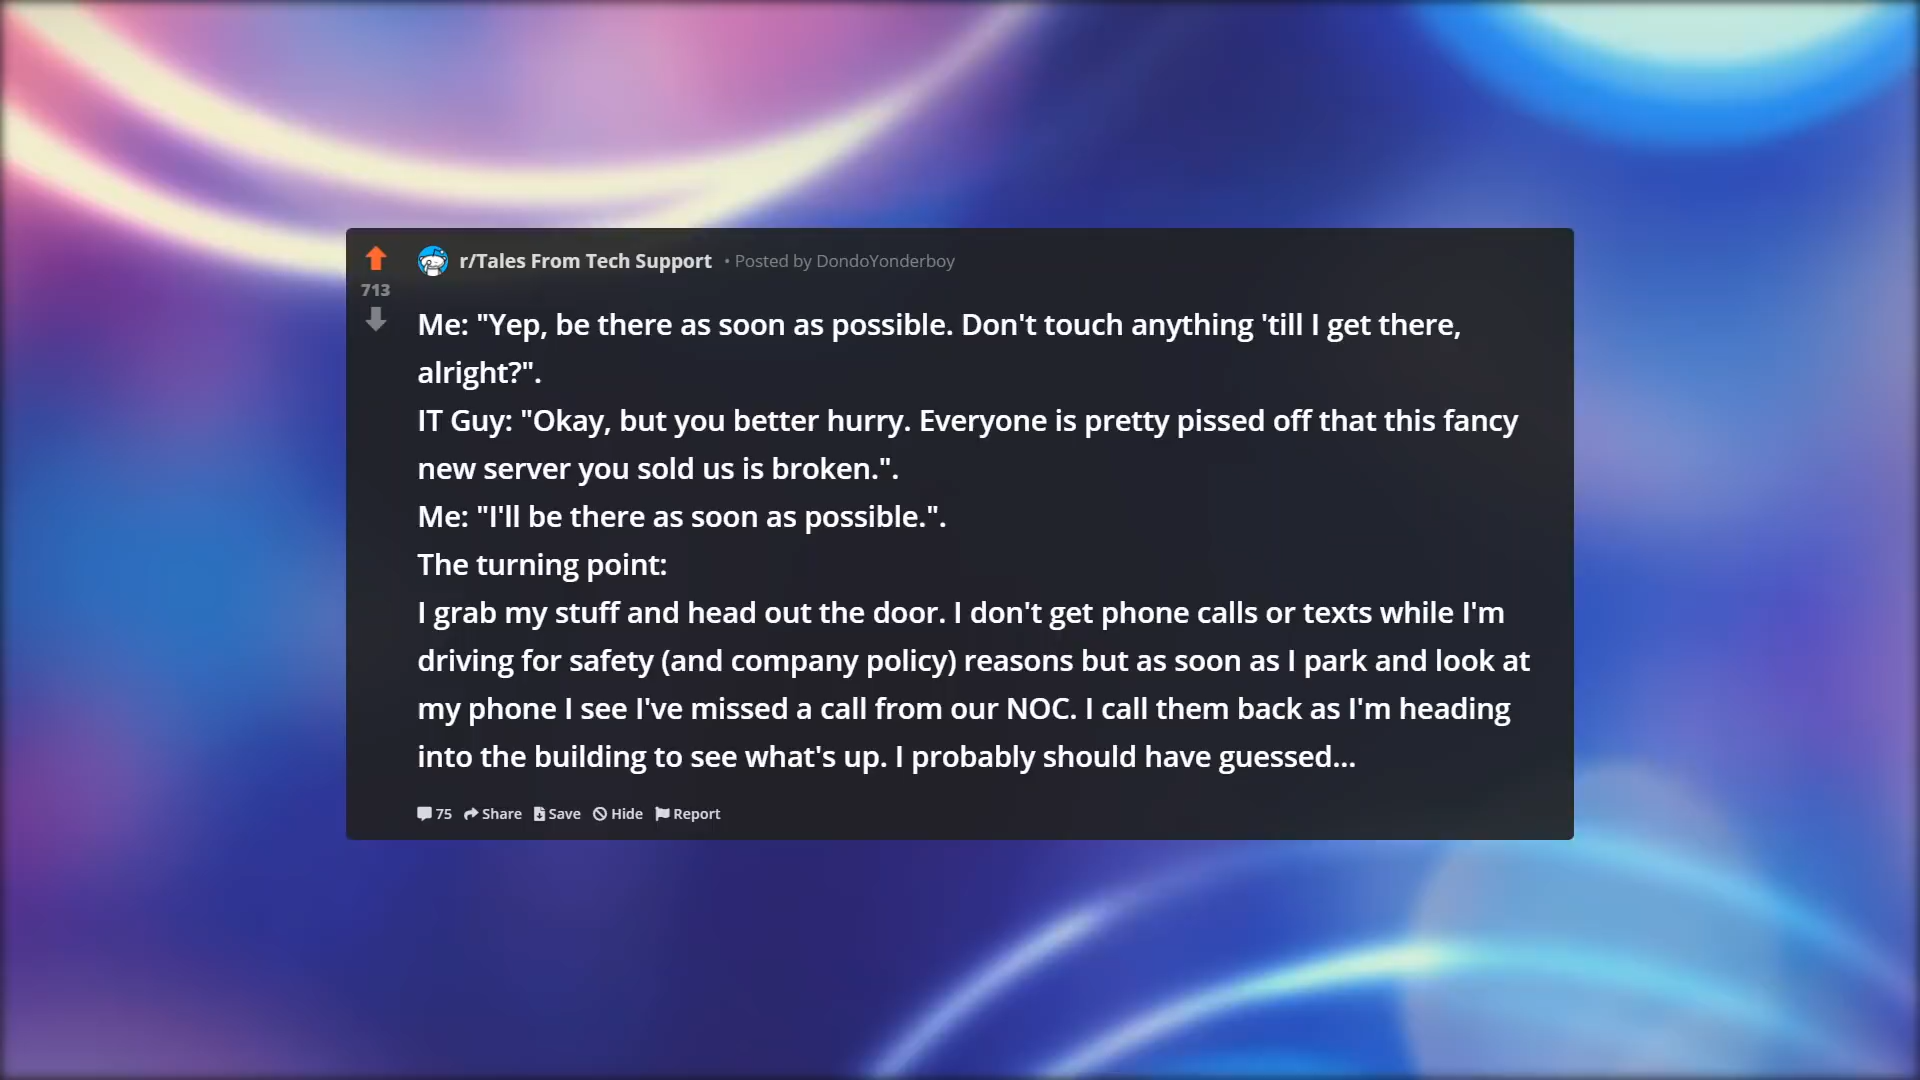 r/Tales From Tech Support • Posted by DondoYonderboy
713
Me: "Yep, be there as soon as possible. Don't touch anything 'till I get there,
alright?".
IT Guy: "Okay, but you better hurry. Everyone is pretty pissed off that this fancy
new server you sold us is broken.".
Me: "I'll be there as soon as possible.".
The turning point:
I grab my stuff and head out the door. I don't get phone calls or texts while I'm
driving for safety (and company policy) reasons but as soon as I park and look at
my phone I see I've missed a call from our NOC. I call them back as I'm heading
into the building to see what's up. I probably should have guessed...
75 Share Save Hide Report